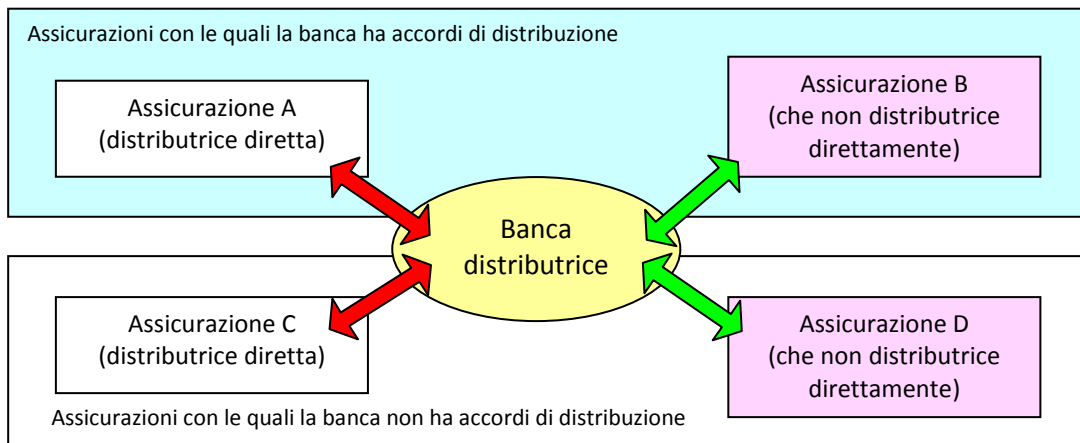 Assicurazioni con le quali la banca ha accordi di distribuzione
Assicurazione A
(distributrice diretta)
Assicurazione B
(che non distributrice
direttamente)
Banca
distributrice
Assicurazione C
(distributrice diretta)
Assicurazione D
(che non distributrice
direttamente)
Assicurazioni con le quali la banca non ha accordi di distribuzione